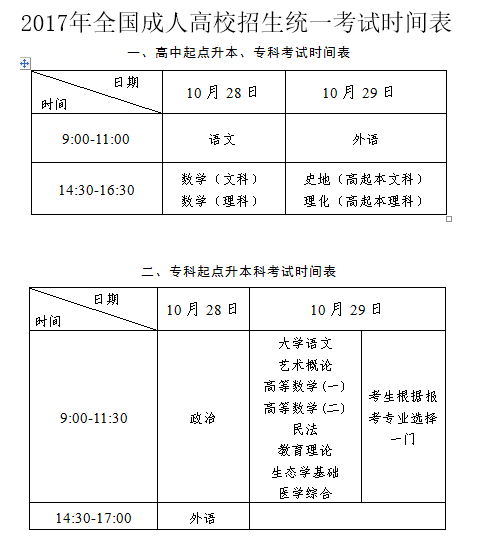 2017年全国成人高校招生统一考试时间表
一、高中起点升本、专科考试时间表
日期
时间
10月28日
10月29日
9:00-11:00
语文
外语
14:30-16:30
数学（文科）
数学（理科）
史地（高起本文科）
理化（高起本理科）
二、专科起点升本科考试时间表
日期
时间
10月28日
10月29日
9:00-11:30
政治
大学语文
艺术概论
高等数学(一)
高等数学(二)
民法
教育理论
生态学基础
医学综合
考生根据报
考专业选择
一门
14:30-17:00
外语